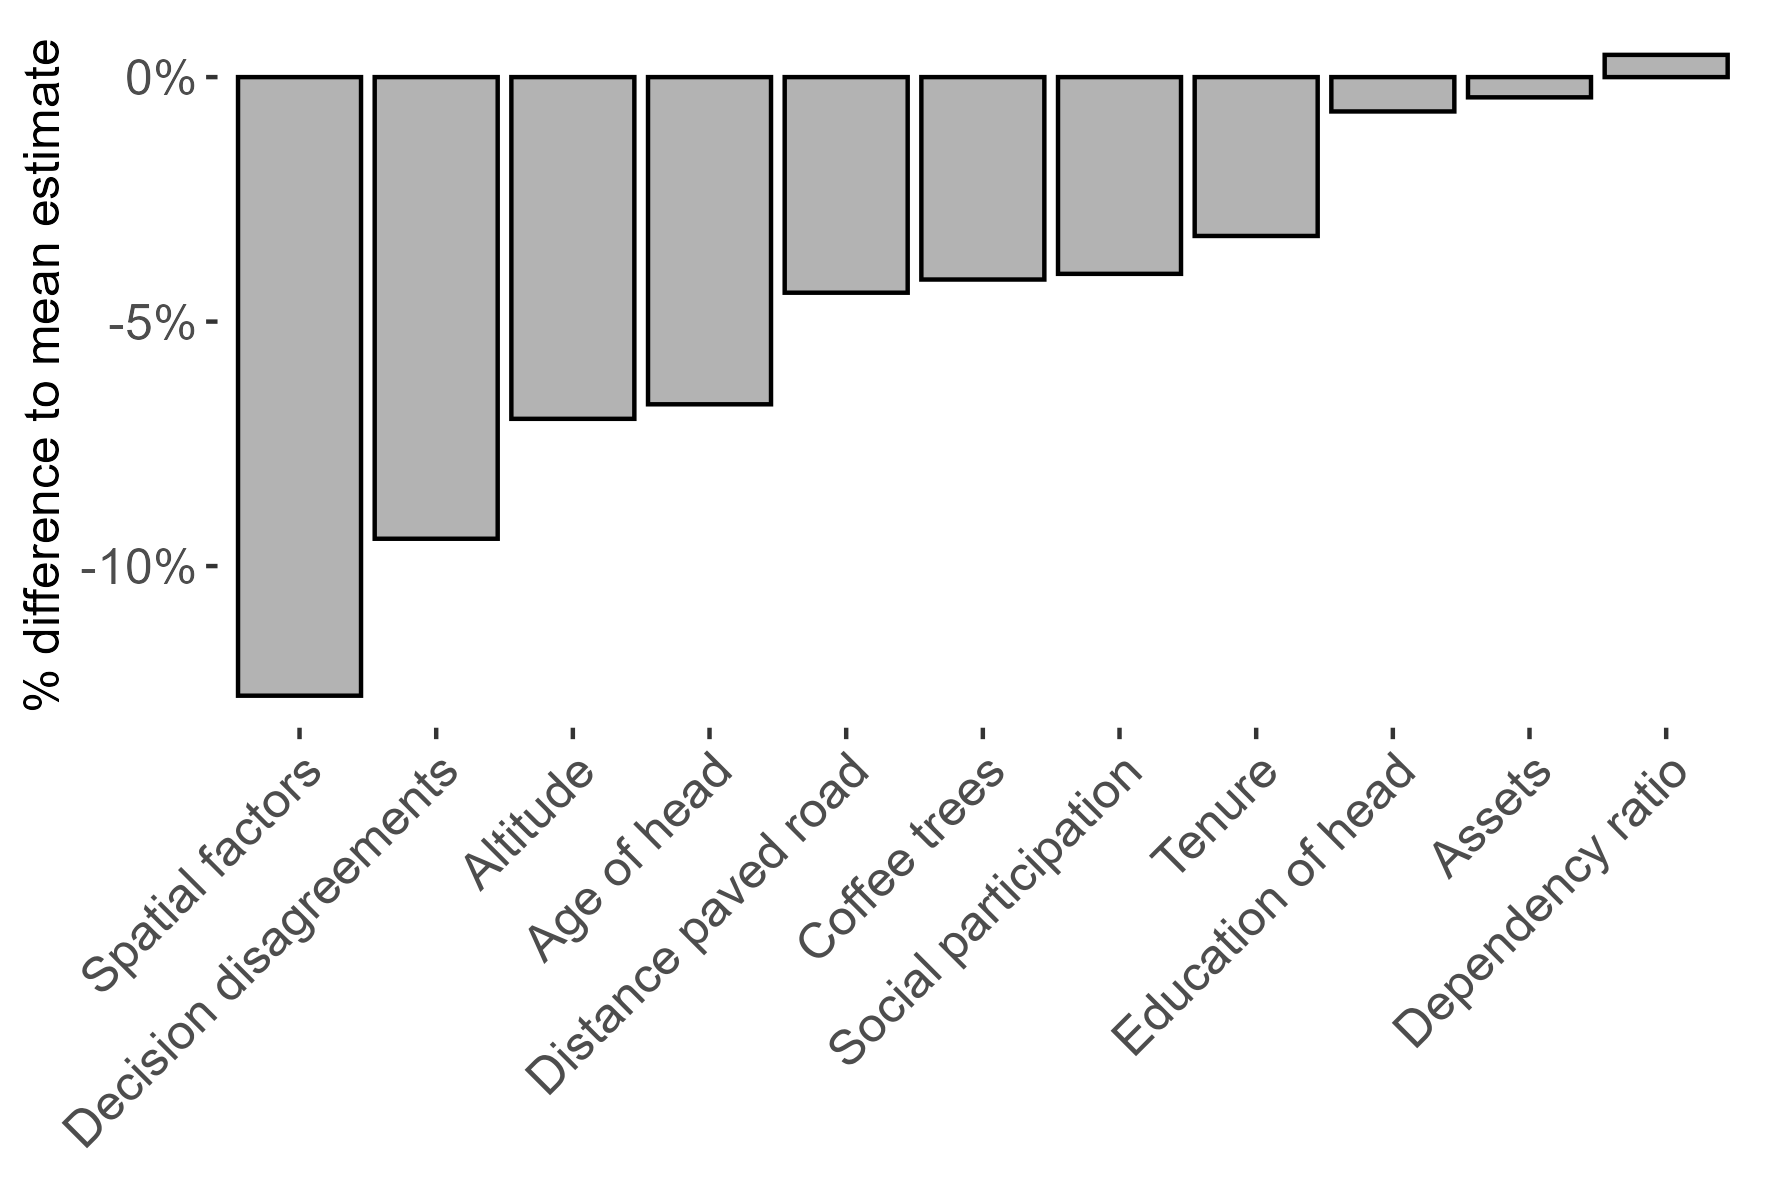 % difference to mean estimate
0%
-5%
-10%
Spatial factors
Decision disagreements
Altitude
Age of head
Distance paved road
Coffee trees
Social participation
Tenure
Education of head
Assets
Dependency ratio